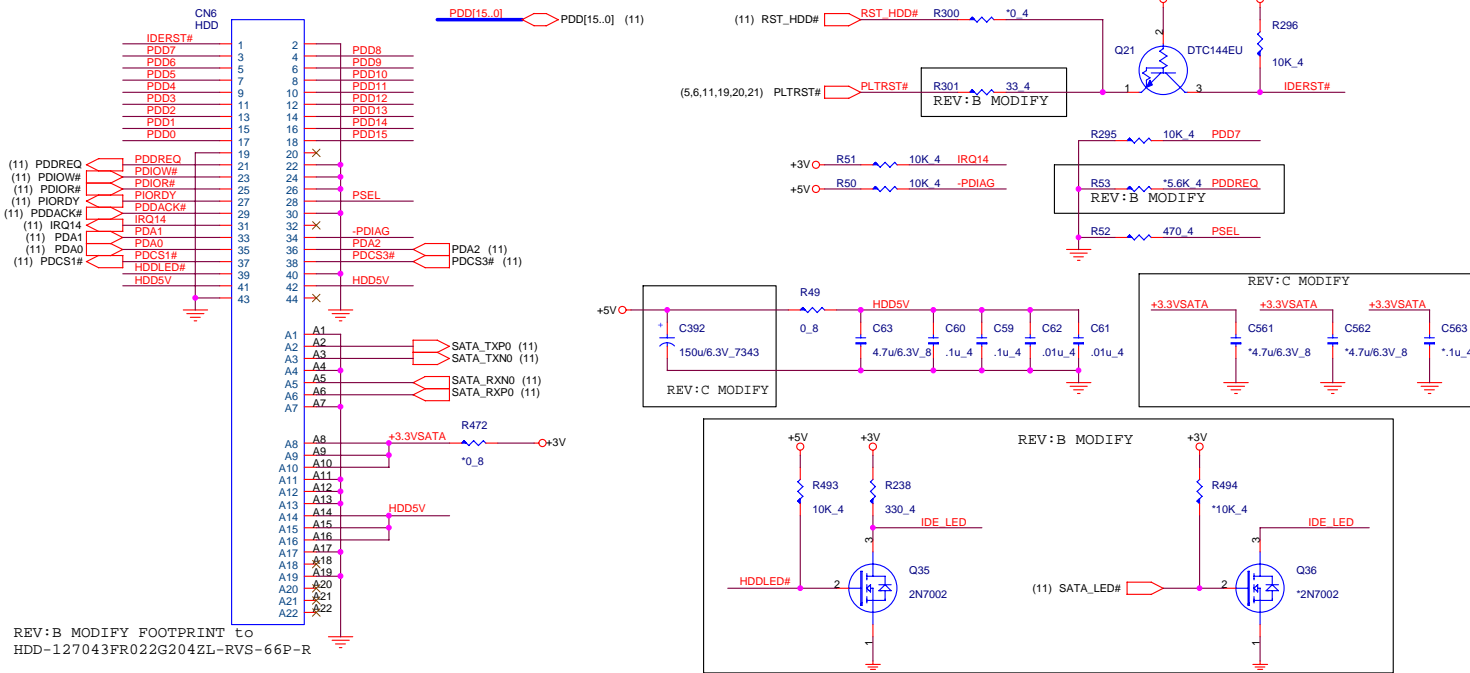 CN6
HDD
PDD[15..0]
PDD[15..0] (11)
IDERST# 1 2
PDD7 3 4 PDD8
PDD6 5 6 PDD9
PDD5 7 8 PDD10
PDD4 9 10 PDD11
PDD3 11 12 PDD12
PDD2 13 14 PDD13
PDD1 15 16 PDD14
PDD0 17 18 PDD15
19 20
(11) PDDREQ PDDREQ 21 22
(11) PDIOW# PDIOW# 23 24
(11) PDIOR# PDIOR# 25 26
(11) PIORDY PIORDY 27 28 PSEL
(11) PDDACK# PDDACK# 29 30
(11) IRQ14 IRQ14 31 32
(11) PDA1 PDA1 33 34 -PDIAG
(11) PDA0 PDA0 35 36 PDA2 PDA2 (11)
(11) PDCS1# PDCS1# 37 38 PDCS3# PDCS3# (11)
HDDLED# 39 40
HDD5V 41 42 HDD5V
43 44
A1 A1
A2 A2 SATA_TXP0 (11)
A3 A3 SATA_TXN0 (11)
A4 A4
A5 A5 SATA_RXN0 (11)
A6 A6 SATA_RXP0 (11)
A7 A7
A8 A8 +3.3VSATA R472 +3V
A9 A9 *0_8
A10 A10
A11 A11
A12 A12
A13 A13
A14 A14 HDD5V
A15 A15
A16 A16
A17 A17
A18 A18
A19 A19
A20 A20
A21 A21
A22 A22
REV:B MODIFY FOOTPRINT to
HDD-127043FR022G204ZL-RVS-66P-R
(11) RST_HDD# RST_HDD# R300 *0_4
(5,6,11,19,20,21) PLTRST# PLTRST# R301 33_4
REV:B MODIFY
Q21 DTC144EU
2
1 3
R296
10K_4
IDERST#
+3V R51 10K_4 IRQ14
+5V R50 10K_4 -PDIAG
R295 10K_4 PDD7
R53 *5.6K_4 PDDREQ
REV:B MODIFY
R52 470_4 PSEL
+5V
+
C392
150u/6.3V_7343
REV:C MODIFY
R49
0_8
HDD5V
C63
4.7u/6.3V_8
C60
.1u_4
C59
.1u_4
C62
.01u_4
C61
.01u_4
REV:C MODIFY
+3.3VSATA +3.3VSATA +3.3VSATA
C561
*4.7u/6.3V_8
C562
*4.7u/6.3V_8
C563
*.1u_4
REV:B MODIFY
+5V +3V +3V
R493
10K_4
R238
330_4
IDE_LED
3
HDDLED# 2
Q35
2N7002
1
R494
*10K_4
IDE_LED
3
(11) SATA_LED# 2
Q36
*2N7002
1